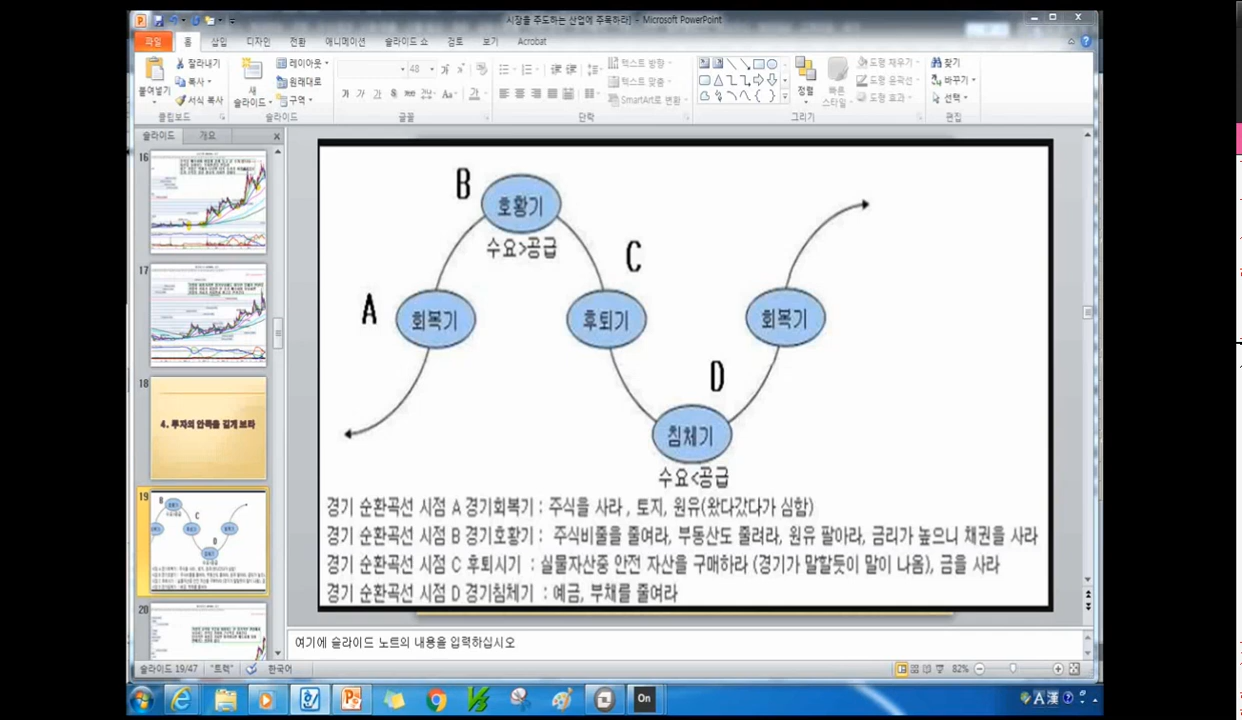 시장을 주도하는 산업에 주목하라] - Microsoft PowerPoint
파일 홈 삽입 디자인 전환 애니메이션 슬라이드 쇼 검토 보기 Acrobat
붙여넣기
잘라내기
복사
서식 복사
클립보드
새 슬라이드
레이아웃
원래대로
구역
슬라이드
48
가 가 가 S abc 가 Aa 가
글꼴
텍스트 방향
텍스트 맞춤
SmartArt로 변환
단락
정렬
빠른 스타일
도형 채우기
도형 윤곽선
도형 효과
그리기
찾기
바꾸기
선택
편집
슬라이드 개요
16
17
18
4. 투자의 안목을 길게 보라
19
20
B
호황기
수요>공급
C
A
회복기
후퇴기
회복기
D
침체기
수요<공급
경기 순환곡선 시점 A 경기회복기 : 주식을 사라 , 토지, 원유(왔다갔다가 심함)
경기 순환곡선 시점 B 경기호황기 : 주식비줄을 줄여라, 부동산도 줄려라, 원유 팔아라, 금리가 높으니 채권을 사라
경기 순환곡선 시점 C 후퇴시기 : 실물자산중 안전 자산을 구매하라 (경기가 말할듯이 말이 나옴), 금을 사라
경기 순환곡선 시점 D 경기침체기 : 예금, 부채를 줄여라
여기에 슬라이드 노트의 내용을 입력하십시오
슬라이드 19/47 "트랙" 한국어
82%
On
A 漢